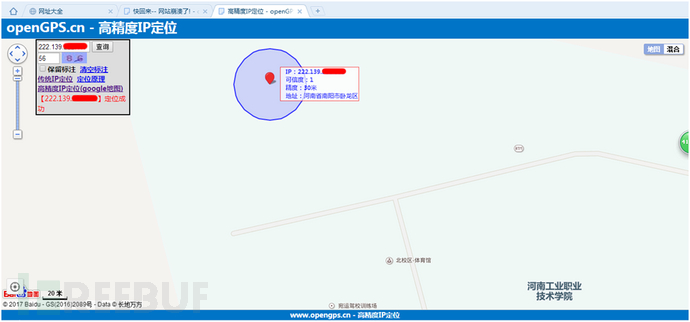 网址大全
快回来-- 网站崩溃了! - -
高精度IP定位 - openGPS
openGPS.cn - 高精度IP定位
222.139.
查询
56
保留标注 清空标注
传统IP定位 定位原理
高精度IP定位(google地图)
【222.139. 】定位成功
IP：222.139.
可信度：1
精度：30米
地址：河南省南阳市卧龙区
地图 混合
北校区-体育馆
河南工业职业
技术学院
宛运驾校训练场
20 米
REEBUF
© 2017 Baidu - GS(2016)2089号 - Data © 长地万方
www.opengps.cn - 高精度IP定位